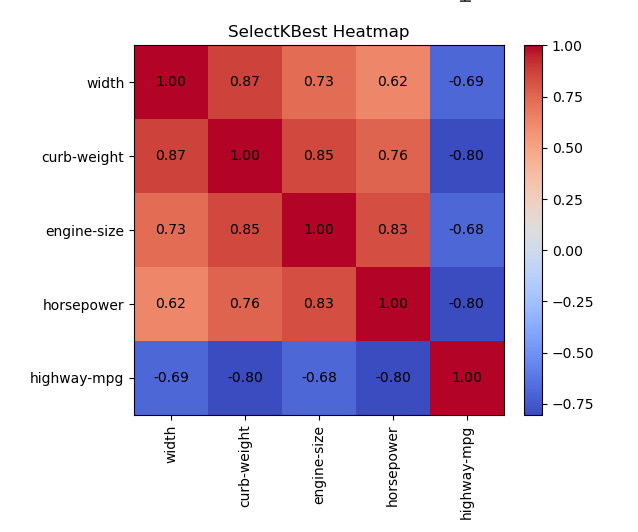 SelectKBest Heatmap
width 1.00 0.87 0.73 0.62 -0.69
curb-weight 0.87 1.00 0.85 0.76 -0.80
engine-size 0.73 0.85 1.00 0.83 -0.68
horsepower 0.62 0.76 0.83 1.00 -0.80
highway-mpg -0.69 -0.80 -0.68 -0.80 1.00
width
curb-weight
engine-size
horsepower
highway-mpg
1.00
0.75
0.50
0.25
0.00
−0.25
−0.50
−0.75